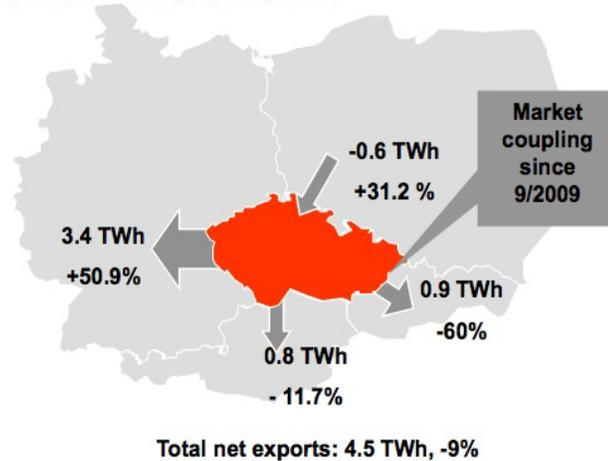 Market
coupling
since
9/2009
-0.6 TWh
+31.2 %
3.4 TWh
+50.9%
0.9 TWh
-60%
0.8 TWh
- 11.7%
Total net exports: 4.5 TWh, -9%